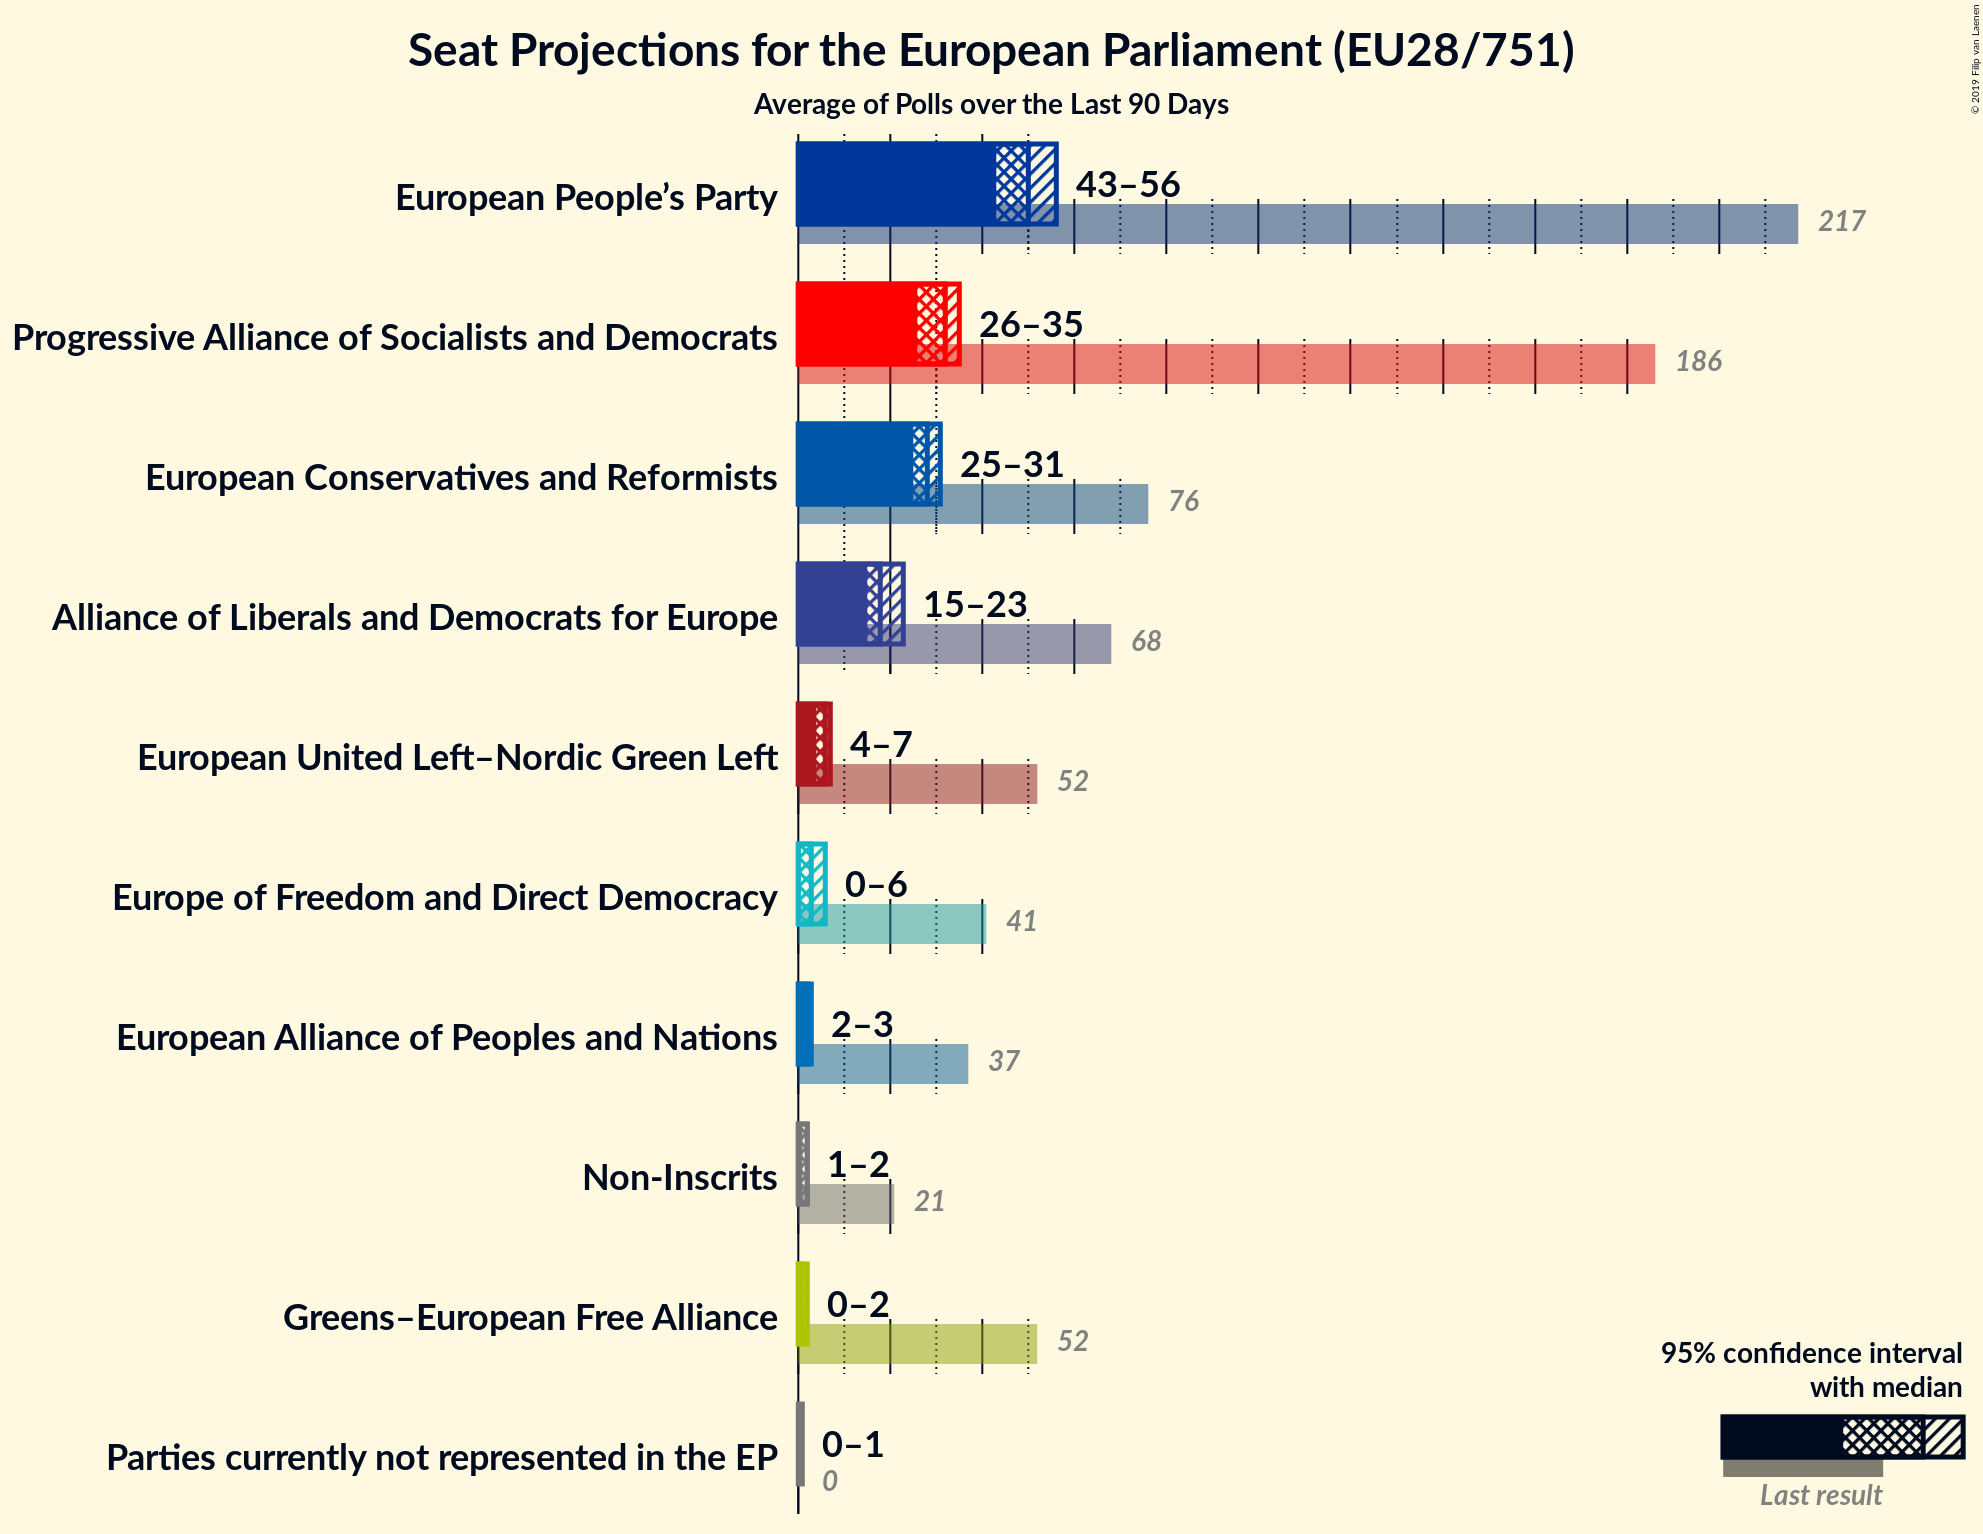 Seat Projections for the European Parliament (EU28/751)
Average of Polls over the Last 90 Days
© 2019 Filip van Laenen
European People’s Party
43–56
217
Progressive Alliance of Socialists and Democrats
26–35
186
European Conservatives and Reformists
25–31
76
Alliance of Liberals and Democrats for Europe
15–23
68
European United Left–Nordic Green Left
4–7
52
Europe of Freedom and Direct Democracy
0–6
41
European Alliance of Peoples and Nations
2–3
37
Non-Inscrits
1–2
21
Greens–European Free Alliance
0–2
52
Parties currently not represented in the EP
0–1
0
95% confidence interval
with median
Last result